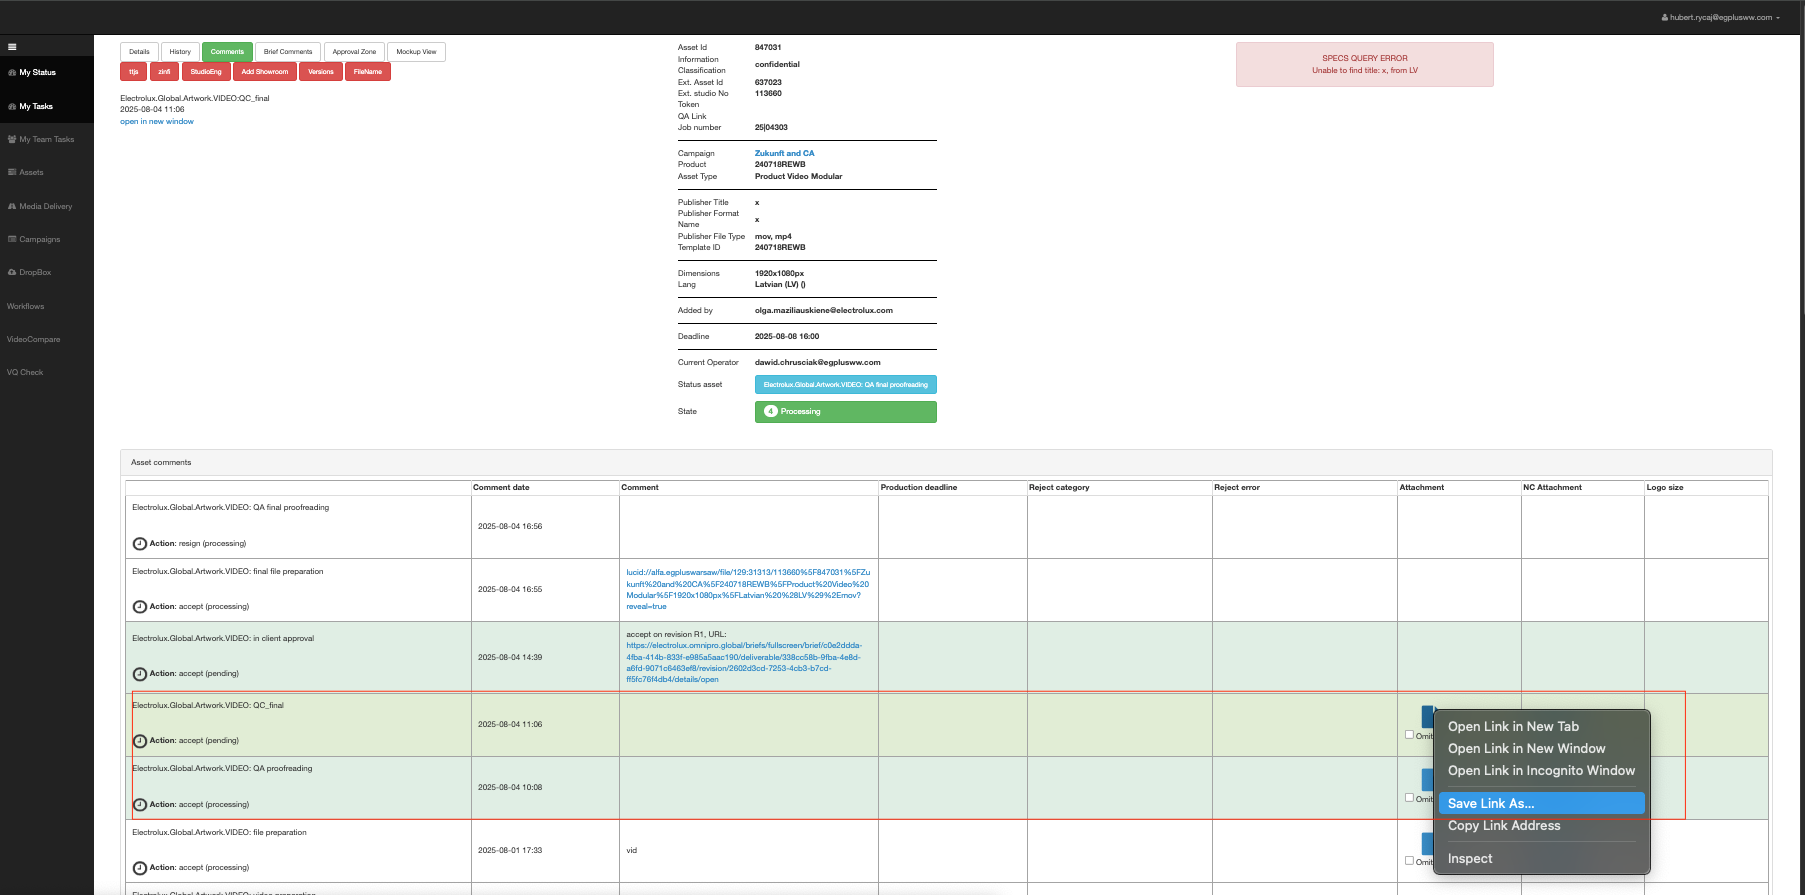 hubert.rycaj@egplusww.com
My Status
My Tasks
My Team Tasks
Assets
Media Delivery
Campaigns
DropBox
Workflows
VideoCompare
VQ Check
Details
History
Comments
Brief Comments
Approval Zone
Mockup View
ttjs
zinfi
StudioEng
Add Showroom
Versions
FileName
Electrolux.Global.Artwork.VIDEO:QC_final
2025-08-04 11:06
open in new window
Asset Id 847031
Information
Classification confidential
Ext. Asset Id 637023
Ext. studio No 113660
Token
QA Link
Job number 25|04303
Campaign Zukunft and CA
Product 240718REWB
Asset Type Product Video Modular
Publisher Title x
Publisher Format
Name x
Publisher File Type mov, mp4
Template ID 240718REWB
Dimensions 1920x1080px
Lang Latvian (LV) ()
Added by olga.maziliauskiene@electrolux.com
Deadline 2025-08-08 16:00
Current Operator dawid.chrusciak@egplusww.com
Status asset Electrolux.Global.Artwork.VIDEO: QA final proofreading
State 4 Processing
SPECS QUERY ERROR
Unable to find title: x, from LV
Asset comments
Comment date Comment Production deadline Reject category Reject error Attachment NC Attachment Logo size
Electrolux.Global.Artwork.VIDEO: QA final proofreading
2025-08-04 16:56
Action: resign (processing)
Electrolux.Global.Artwork.VIDEO: final file preparation
2025-08-04 16:55
lucid://alfa.egpluswarsaw/file/129:31313/113660%5F847031%5FZu
kunft%20and%20CA%5F240718REWB%5FProduct%20Video%20
Modular%5F1920x1080px%5FLatvian%20%28LV%29%2Emov?
reveal=true
Action: accept (processing)
Electrolux.Global.Artwork.VIDEO: in client approval
2025-08-04 14:39
accept on revision R1, URL:
https://electrolux.omnipro.global/briefs/fullscreen/brief/c0e2ddda-
4fba-414b-833f-e985a5aac190/deliverable/338cc58b-9fba-4e8d-
a6fd-9071c6463ef8/revision/2602d3cd-7253-4cb3-b7cd-
ff5fc76f4db4/details/open
Action: accept (pending)
Electrolux.Global.Artwork.VIDEO: QC_final
2025-08-04 11:06
Omit
Action: accept (pending)
Electrolux.Global.Artwork.VIDEO: QA proofreading
2025-08-04 10:08
Omit
Action: accept (processing)
Electrolux.Global.Artwork.VIDEO: file preparation
2025-08-01 17:33
vid
Omit
Action: accept (processing)
Open Link in New Tab
Open Link in New Window
Open Link in Incognito Window
Save Link As...
Copy Link Address
Inspect